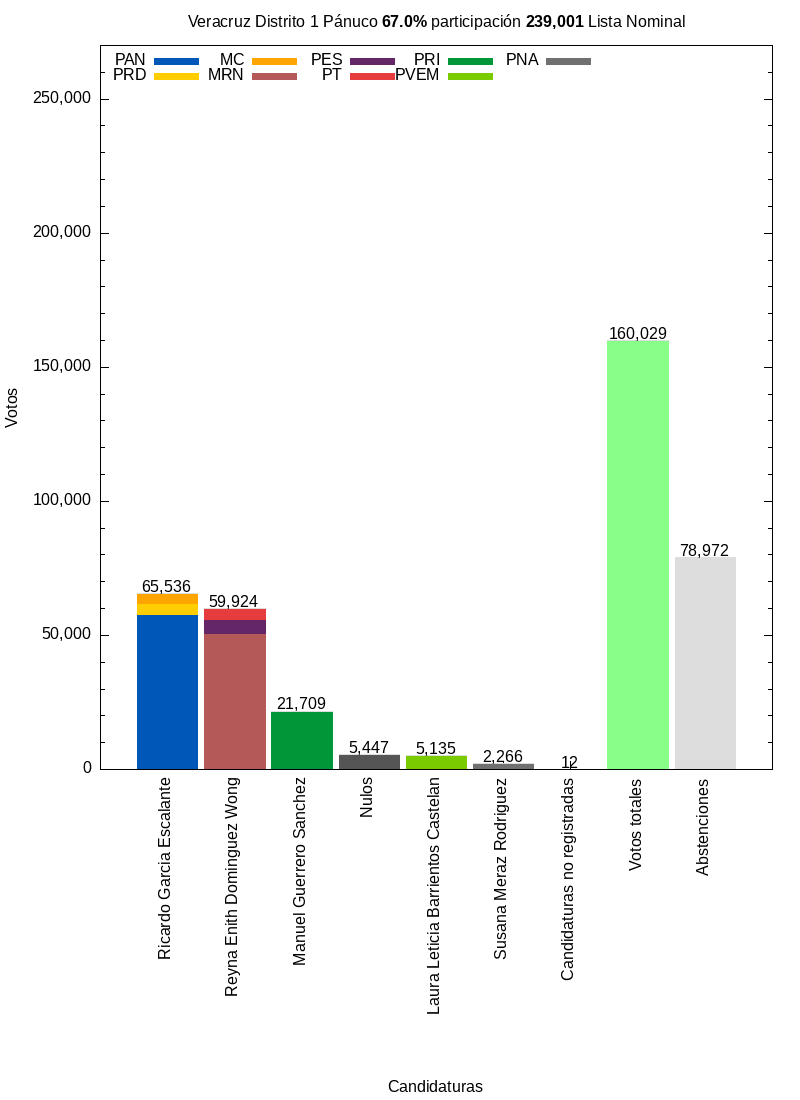 Veracruz Distrito 1 Pánuco 67.0% participación 239,001 Lista Nominal
PAN MC PES PRI PNA
PRD MRN PT PVEM
250,000
200,000
150,000
100,000
50,000
0
Votos
65,536
59,924
21,709
5,447
5,135
2,266
12
160,029
78,972
Ricardo Garcia Escalante
Reyna Enith Dominguez Wong
Manuel Guerrero Sanchez
Nulos
Laura Leticia Barrientos Castelan
Susana Meraz Rodriguez
Candidaturas no registradas
Votos totales
Abstenciones
Candidaturas